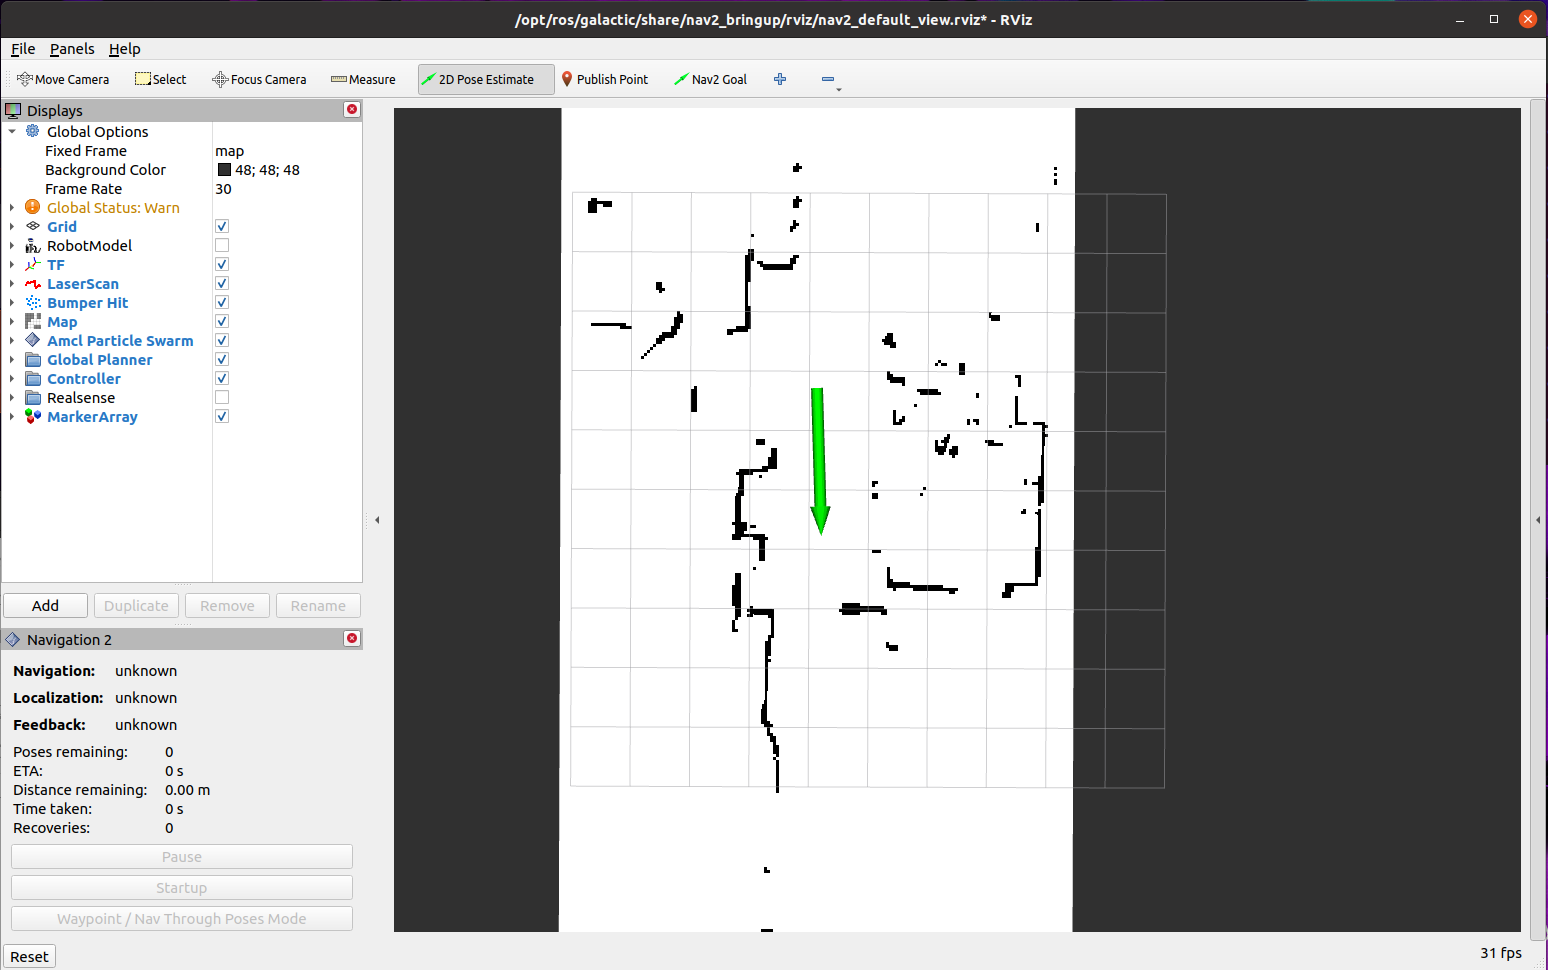 /opt/ros/galactic/share/nav2_bringup/rviz/nav2_default_view.rviz* - RViz
File Panels Help
Move Camera Select Focus Camera Measure 2D Pose Estimate Publish Point Nav2 Goal
Displays
Global Options
Fixed Frame map
Background Color 48; 48; 48
Frame Rate 30
Global Status: Warn
Grid
RobotModel
TF
LaserScan
Bumper Hit
Map
Amcl Particle Swarm
Global Planner
Controller
Realsense
MarkerArray
Add Duplicate Remove Rename
Navigation 2
Navigation: unknown
Localization: unknown
Feedback: unknown
Poses remaining: 0
ETA: 0 s
Distance remaining: 0.00 m
Time taken: 0 s
Recoveries: 0
Pause
Startup
Waypoint / Nav Through Poses Mode
Reset
31 fps